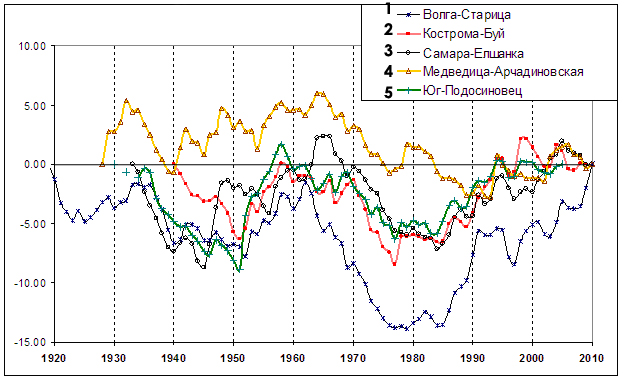 1 Волга-Старица
2 Кострома-Буй
3 Самара-Елшанка
4 Медведица-Арчадиновская
5 Юг-Подосиновец
10.00
5.00
0.00
-5.00
-10.00
-15.00
1920 1930 1940 1950 1960 1970 1980 1990 2000 2010